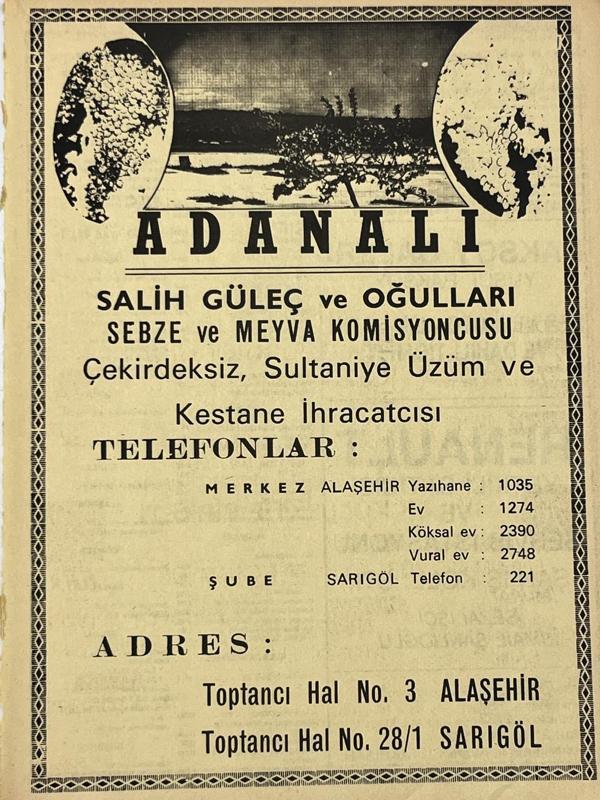 ADANALI
SALİH GÜLEÇ ve OĞULLARI
SEBZE ve MEYVA KOMİSYONCUSU
Çekirdeksiz, Sultaniye Üzüm ve
Kestane İhracatcısı
TELEFONLAR :
MERKEZ ALAŞEHİR Yazıhane : 1035
Ev : 1274
Köksal ev : 2390
Vural ev : 2748
ŞUBE SARIGÖL Telefon : 221
ADRES :
Toptancı Hal No. 3 ALAŞEHİR
Toptancı Hal No. 28/1 SARIGÖL